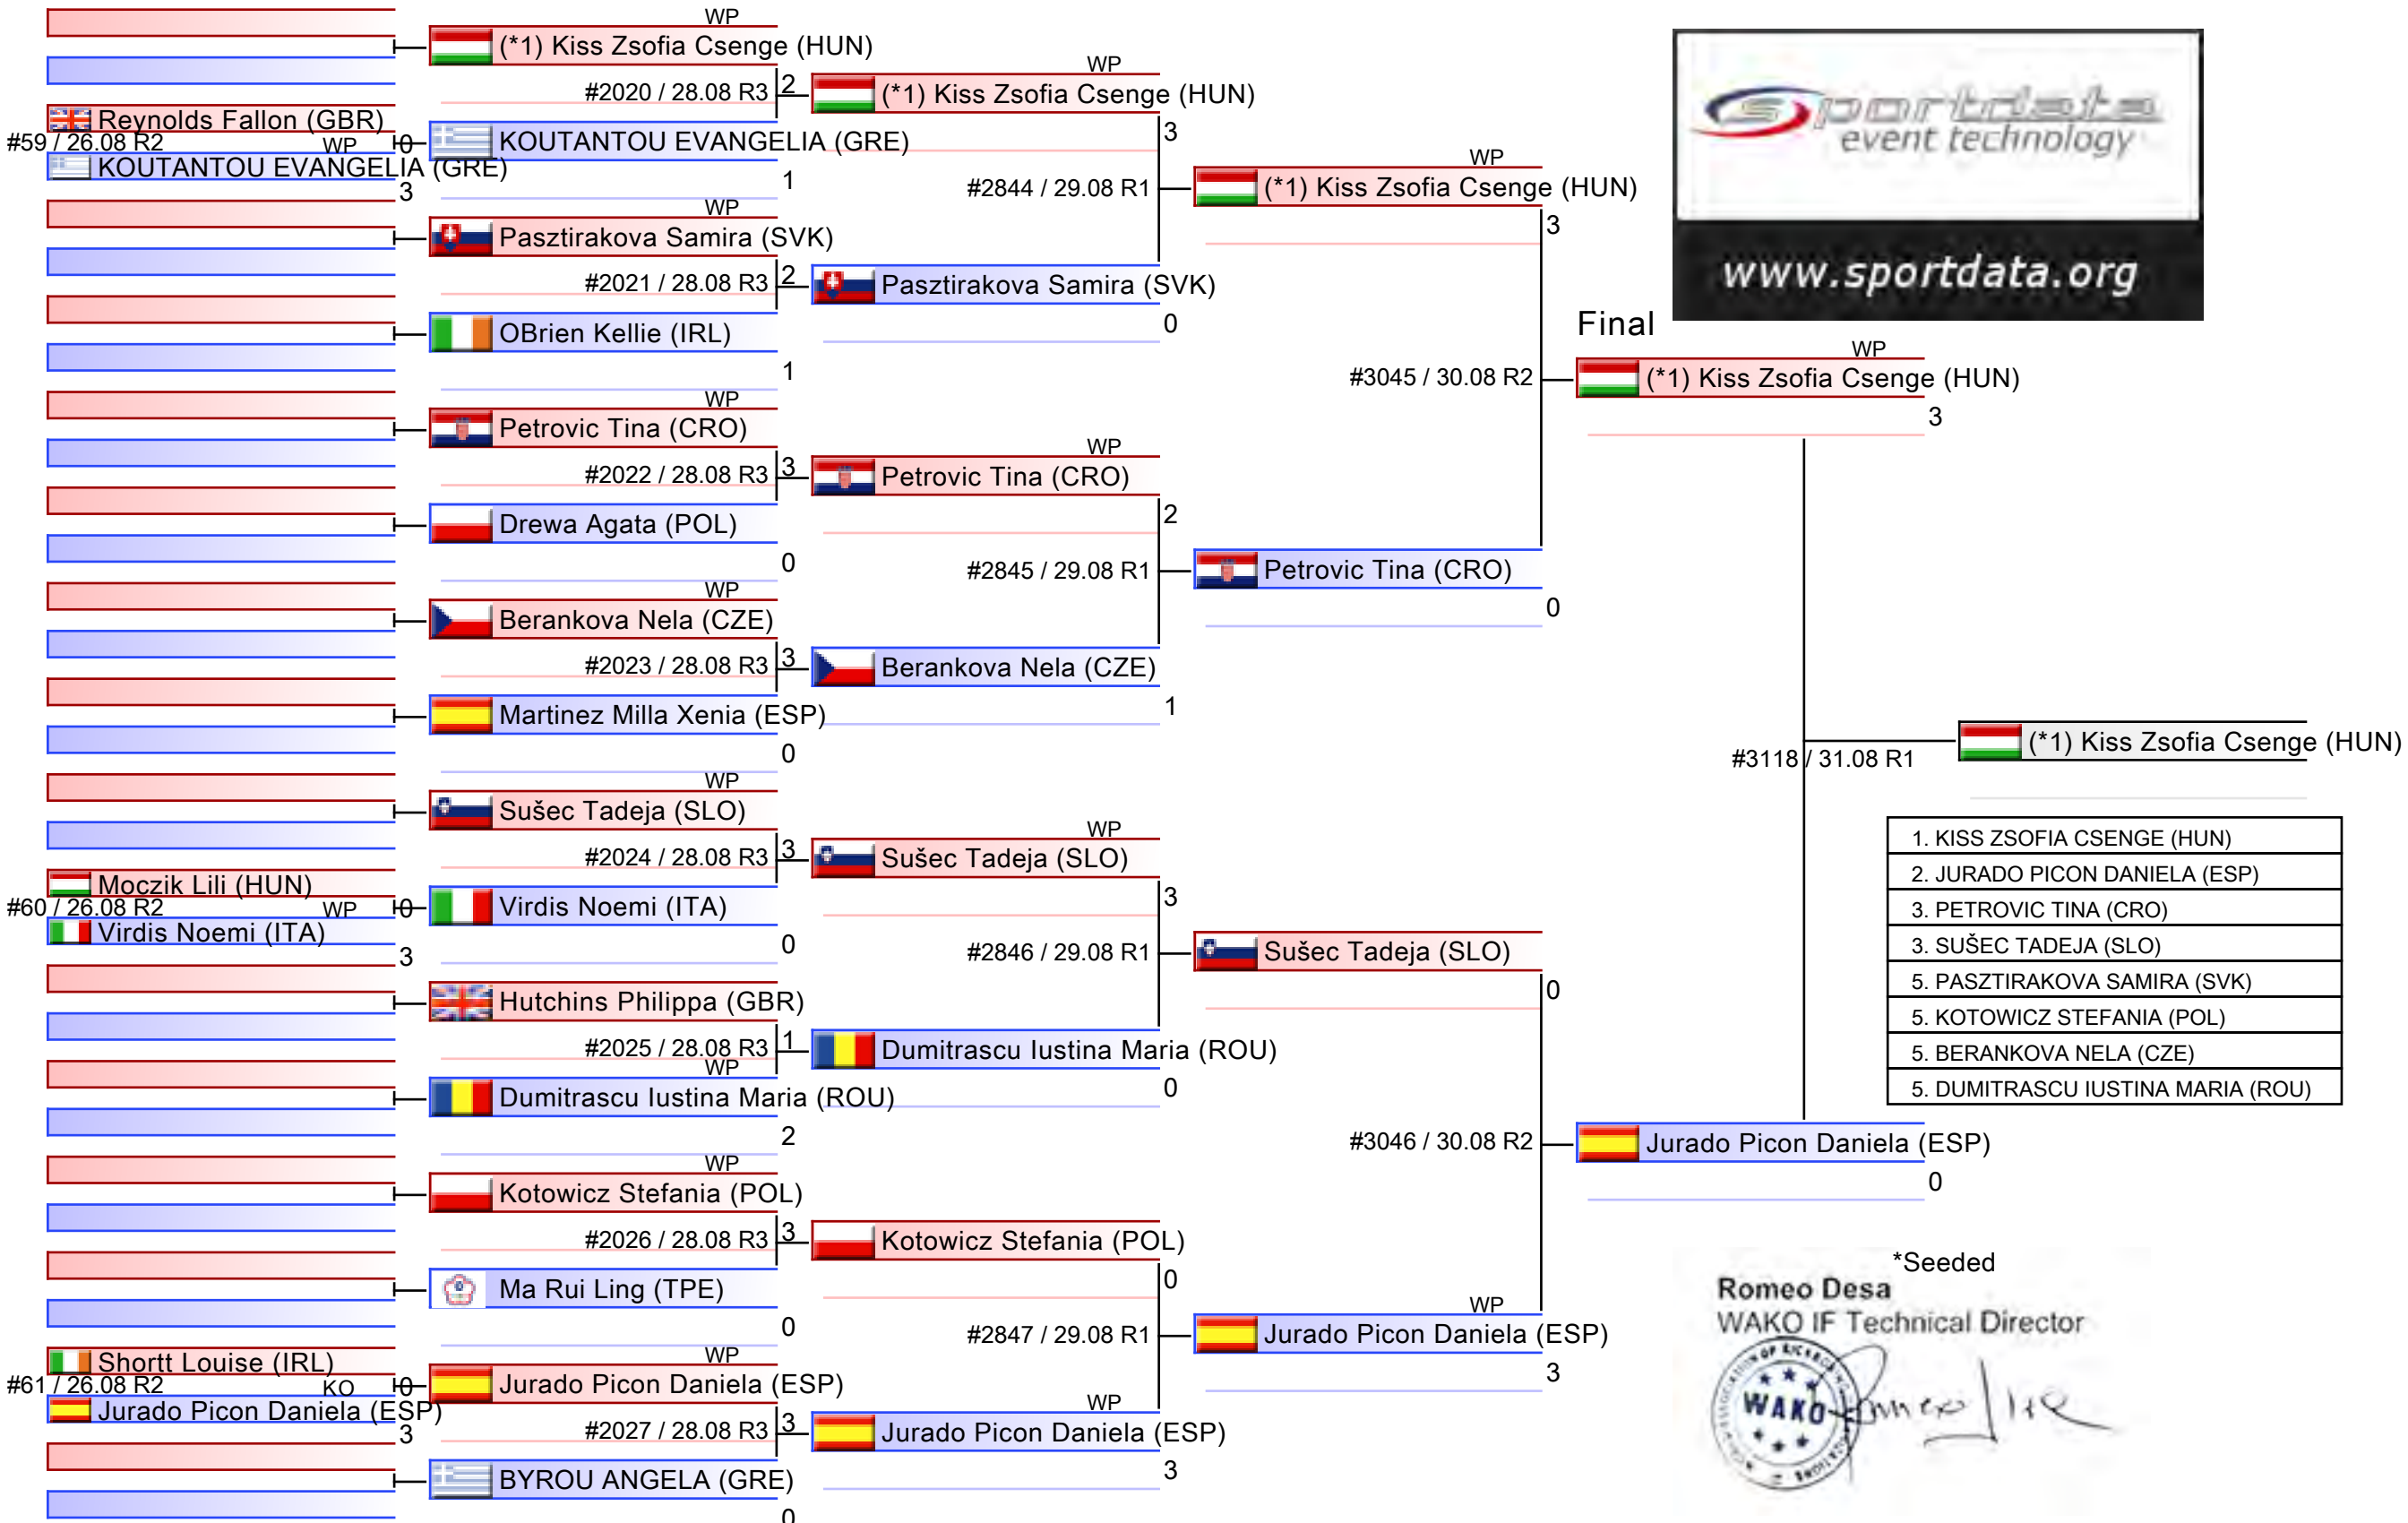 WP
(*1) Kiss Zsofia Csenge (HUN)
#2020 / 28.08 R3
2
Reynolds Fallon (GBR)
#59 / 26.08 R2
WP
0
KOUTANTOU EVANGELIA (GRE)
3
KOUTANTOU EVANGELIA (GRE)
1
WP
Pasztirakova Samira (SVK)
#2021 / 28.08 R3
2
OBrien Kellie (IRL)
1
WP
Petrovic Tina (CRO)
#2022 / 28.08 R3
3
Drewa Agata (POL)
0
WP
Berankova Nela (CZE)
#2023 / 28.08 R3
3
Martinez Milla Xenia (ESP)
0
WP
Sušec Tadeja (SLO)
#2024 / 28.08 R3
3
Moczik Lili (HUN)
#60 / 26.08 R2
WP
0
Virdis Noemi (ITA)
3
Virdis Noemi (ITA)
0
Hutchins Philippa (GBR)
#2025 / 28.08 R3
1
WP
Dumitrascu Iustina Maria (ROU)
2
WP
Kotowicz Stefania (POL)
#2026 / 28.08 R3
3
Ma Rui Ling (TPE)
0
Shortt Louise (IRL)
#61 / 26.08 R2
KO
0
Jurado Picon Daniela (ESP)
3
WP
Jurado Picon Daniela (ESP)
#2027 / 28.08 R3
3
BYROU ANGELA (GRE)
0
WP
(*1) Kiss Zsofia Csenge (HUN)
3
#2844 / 29.08 R1
Pasztirakova Samira (SVK)
0
WP
Petrovic Tina (CRO)
2
#2845 / 29.08 R1
Berankova Nela (CZE)
1
WP
Sušec Tadeja (SLO)
3
#2846 / 29.08 R1
Dumitrascu Iustina Maria (ROU)
0
Kotowicz Stefania (POL)
0
#2847 / 29.08 R1
WP
Jurado Picon Daniela (ESP)
3
WP
(*1) Kiss Zsofia Csenge (HUN)
3
#3045 / 30.08 R2
Petrovic Tina (CRO)
0
Sušec Tadeja (SLO)
0
#3046 / 30.08 R2
WP
Jurado Picon Daniela (ESP)
3
sportdata
event technology
www.sportdata.org
Final
WP
(*1) Kiss Zsofia Csenge (HUN)
3
#3118 / 31.08 R1
(*1) Kiss Zsofia Csenge (HUN)
1. KISS ZSOFIA CSENGE (HUN)
2. JURADO PICON DANIELA (ESP)
3. PETROVIC TINA (CRO)
3. SUŠEC TADEJA (SLO)
5. PASZTIRAKOVA SAMIRA (SVK)
5. KOTOWICZ STEFANIA (POL)
5. BERANKOVA NELA (CZE)
5. DUMITRASCU IUSTINA MARIA (ROU)
Jurado Picon Daniela (ESP)
0
*Seeded
Romeo Desa
WAKO IF Technical Director
WAKO